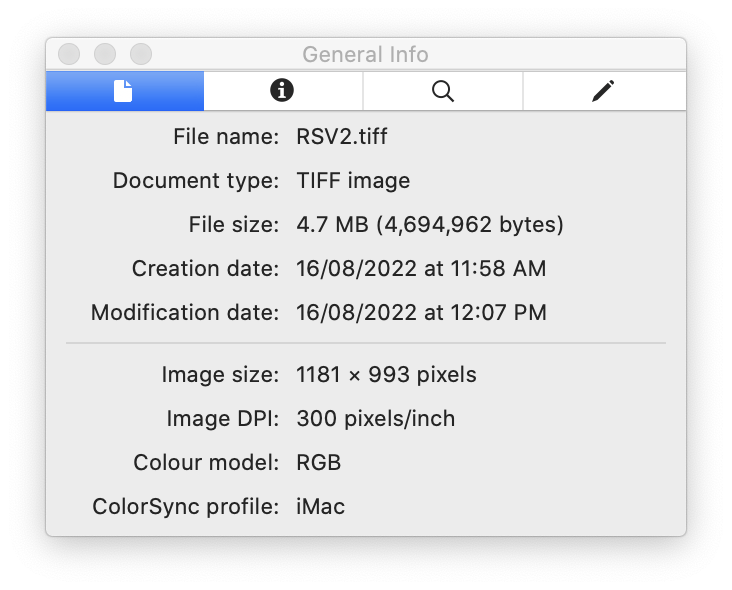 General Info
File name: RSV2.tiff
Document type: TIFF image
File size: 4.7 MB (4,694,962 bytes)
Creation date: 16/08/2022 at 11:58 AM
Modification date: 16/08/2022 at 12:07 PM
Image size: 1181 × 993 pixels
Image DPI: 300 pixels/inch
Colour model: RGB
ColorSync profile: iMac